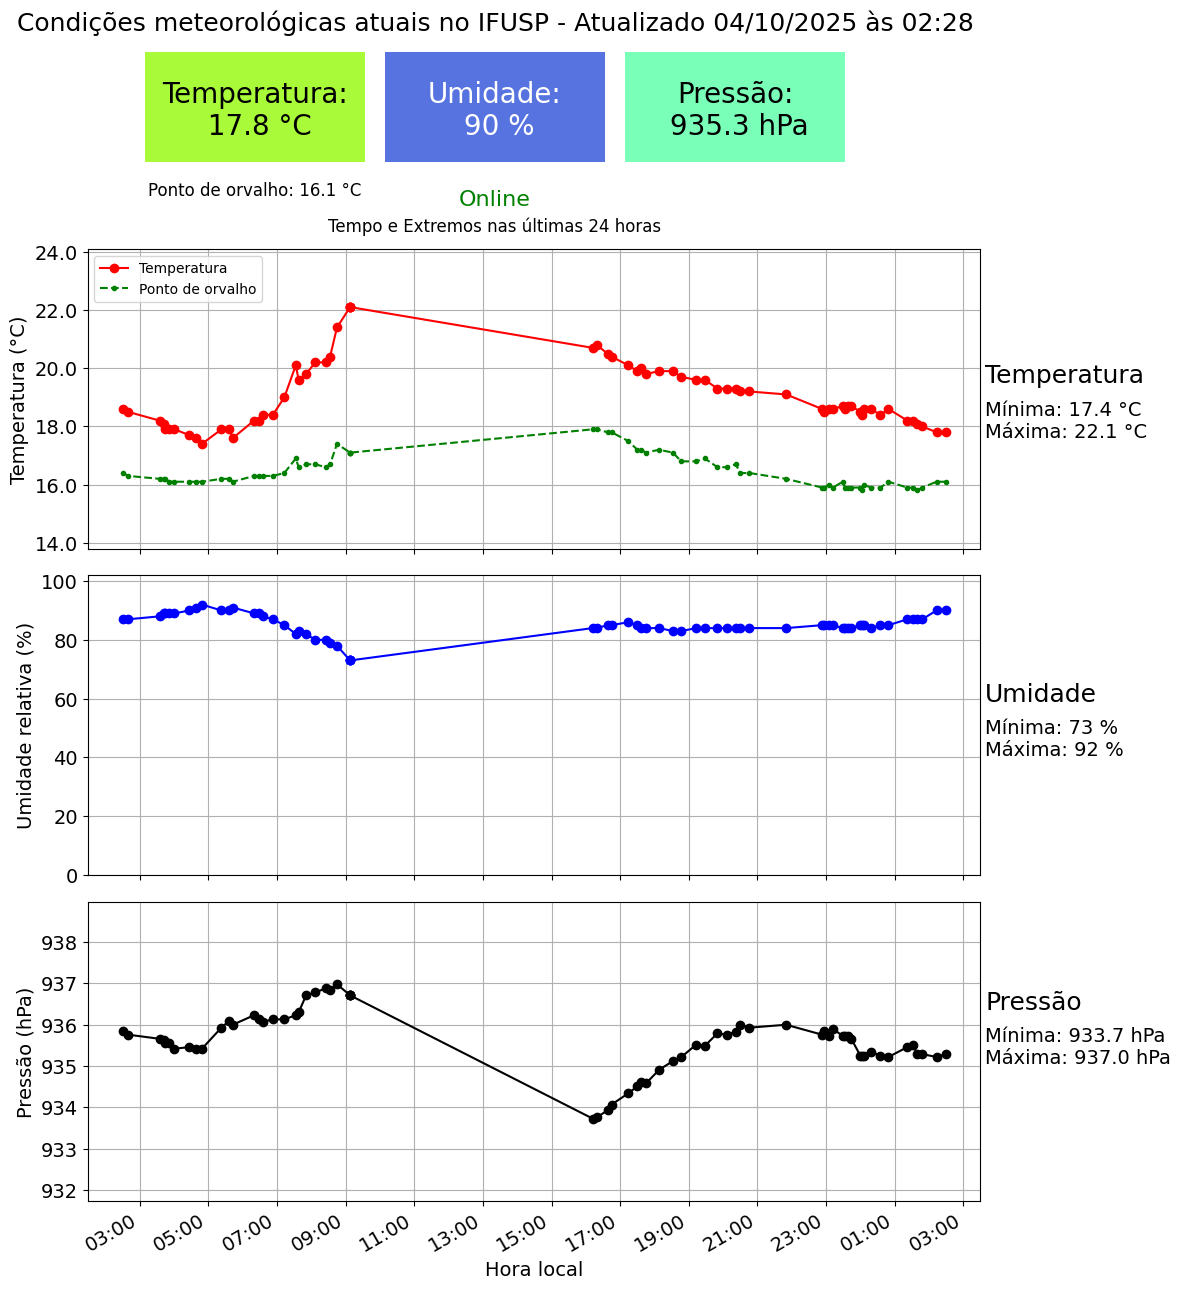 Condições meteorológicas atuais no IFUSP - Atualizado 04/10/2025 às 02:28
Temperatura:
17.8 °C
Umidade:
90 %
Pressão:
935.3 hPa
Ponto de orvalho: 16.1 °C
Online
Tempo e Extremos nas últimas 24 horas
Temperatura (°C)
24.0
22.0
20.0
18.0
16.0
14.0
Temperatura
Ponto de orvalho
Temperatura
Mínima: 17.4 °C
Máxima: 22.1 °C
Umidade relativa (%)
100
80
60
40
20
0
Umidade
Mínima: 73 %
Máxima: 92 %
Pressão (hPa)
938
937
936
935
934
933
932
Pressão
Mínima: 933.7 hPa
Máxima: 937.0 hPa
03:00 05:00 07:00 09:00 11:00 13:00 15:00 17:00 19:00 21:00 23:00 01:00 03:00
Hora local